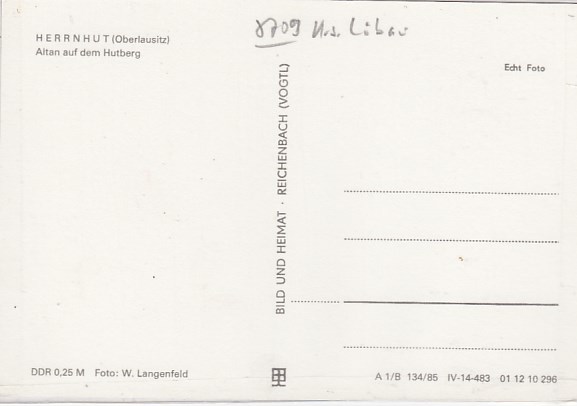 HERRNHUT (Oberlausitz)
Altan auf dem Hutberg
8709
Echt Foto
BILD UND HEIMAT · REICHENBACH (VOGTL)
DDR 0,25 M Foto: W. Langenfeld
A 1/B 134/85 IV-14-483 01 12 10 296